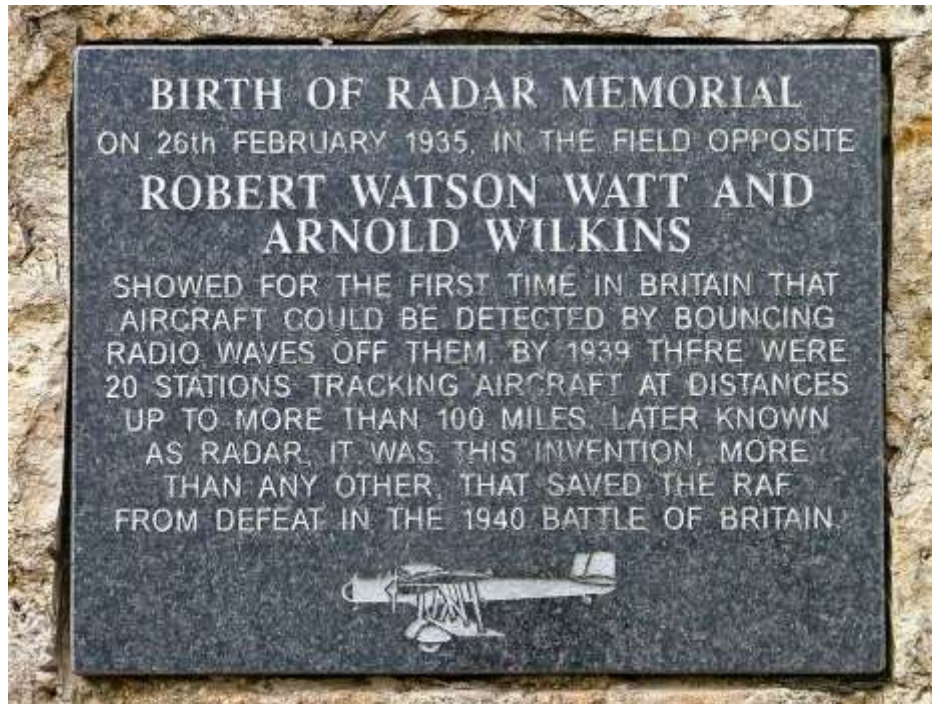 BIRTH OF RADAR MEMORIAL
ON 26th FEBRUARY 1935, IN THE FIELD OPPOSITE
ROBERT WATSON WATT AND
ARNOLD WILKINS
SHOWED FOR THE FIRST TIME IN BRITAIN THAT
AIRCRAFT COULD BE DETECTED BY BOUNCING
RADIO WAVES OFF THEM. BY 1939 THERE WERE
20 STATIONS TRACKING AIRCRAFT AT DISTANCES
UP TO MORE THAN 100 MILES. LATER KNOWN
AS RADAR, IT WAS THIS INVENTION, MORE
THAN ANY OTHER, THAT SAVED THE RAF
FROM DEFEAT IN THE 1940 BATTLE OF BRITAIN.